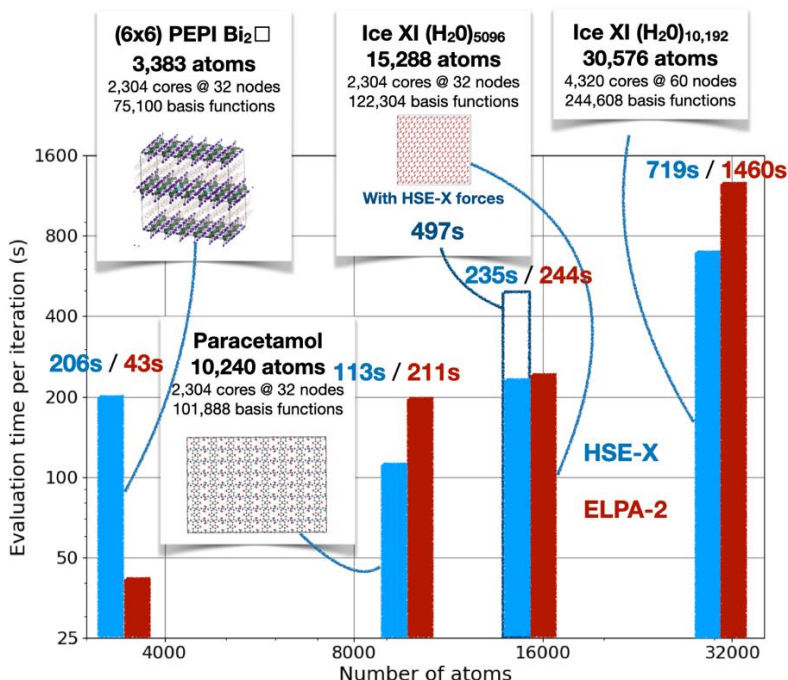 (6x6) PEPI Bi₂□
3,383 atoms
2,304 cores @ 32 nodes
75,100 basis functions
Ice XI (H₂0)₅₀₉₆
15,288 atoms
2,304 cores @ 32 nodes
122,304 basis functions
With HSE-X forces
497s
Ice XI (H₂0)₁₀,₁₉₂
30,576 atoms
4,320 cores @ 60 nodes
244,608 basis functions
719s / 1460s
235s / 244s
Paracetamol
10,240 atoms
2,304 cores @ 32 nodes
101,888 basis functions
206s / 43s
113s / 211s
HSE-X
ELPA-2
Evaluation time per iteration (s)
1600
800
400
200
100
50
25
4000
8000
16000
32000
Number of atoms